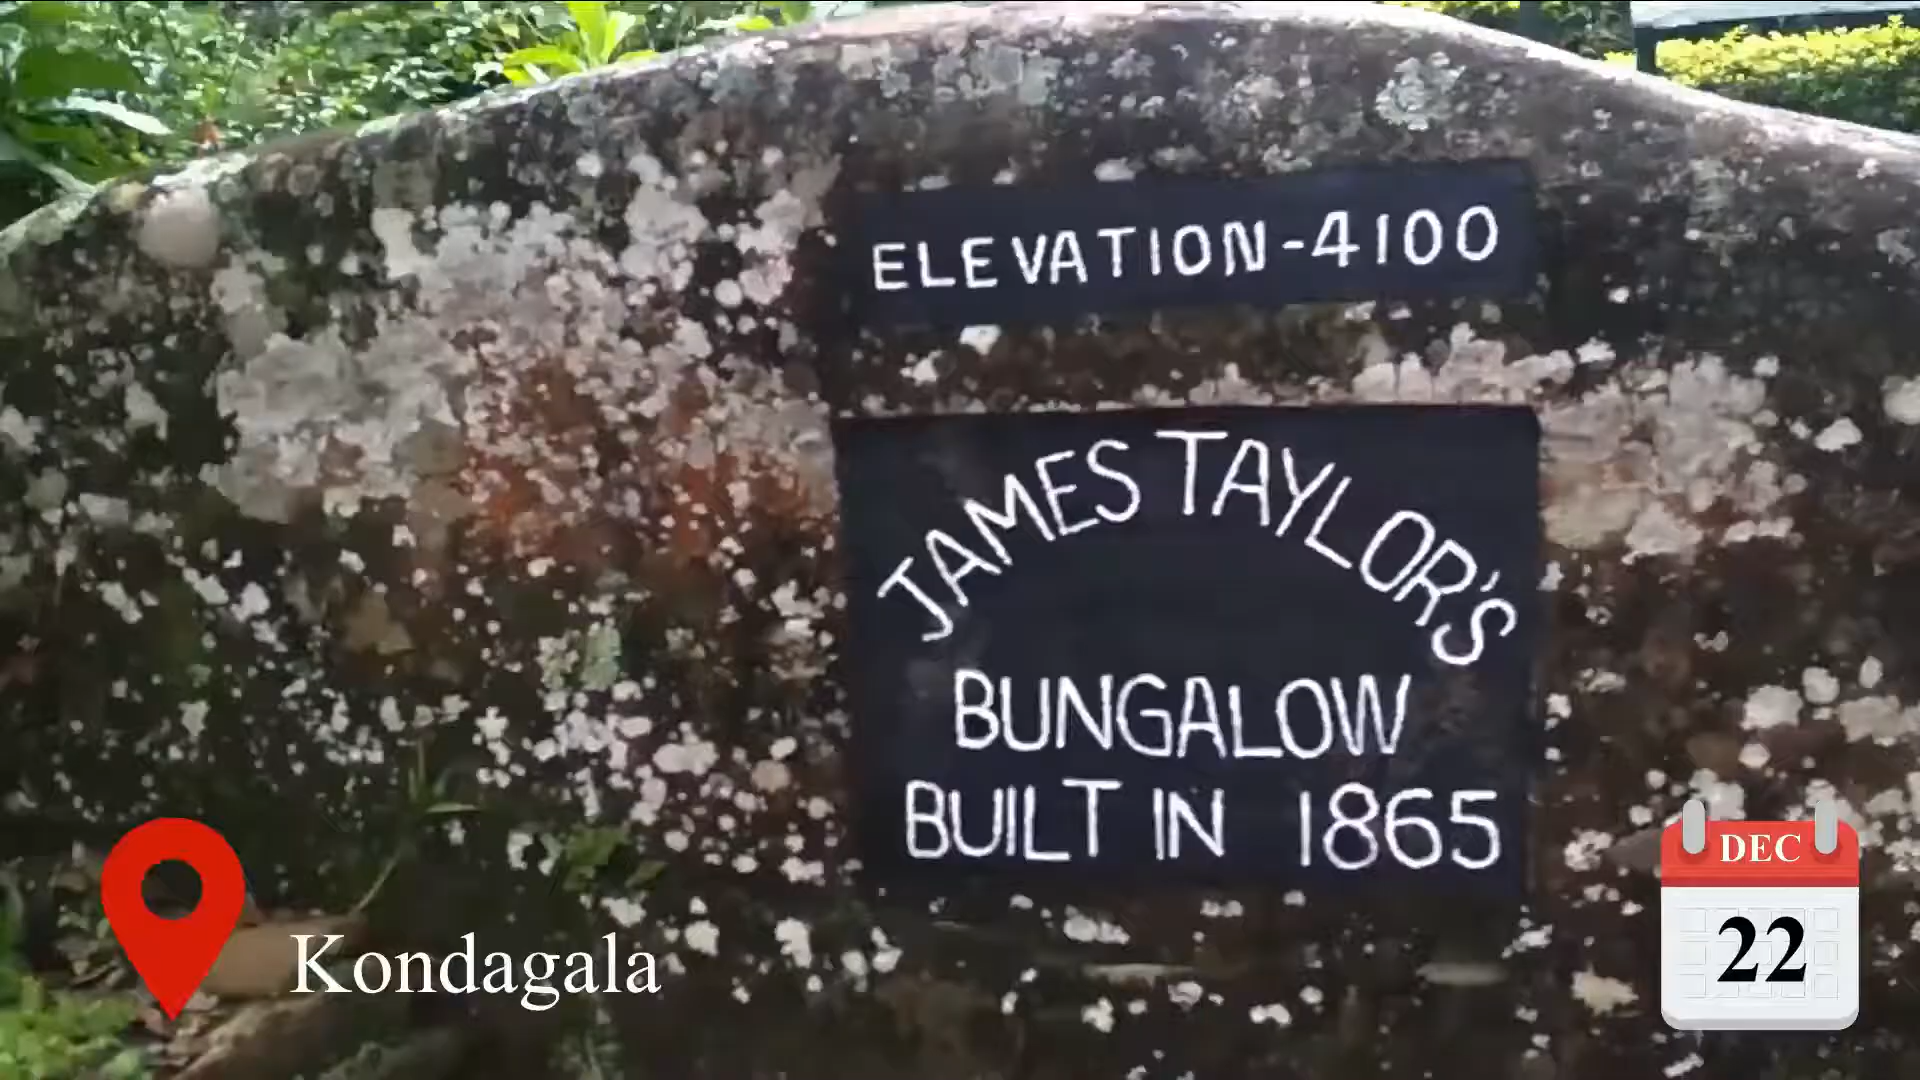 ELEVATION-4100
JAMES TAYLOR'S
BUNGALOW
BUILT IN 1865
Kondagala
DEC
22